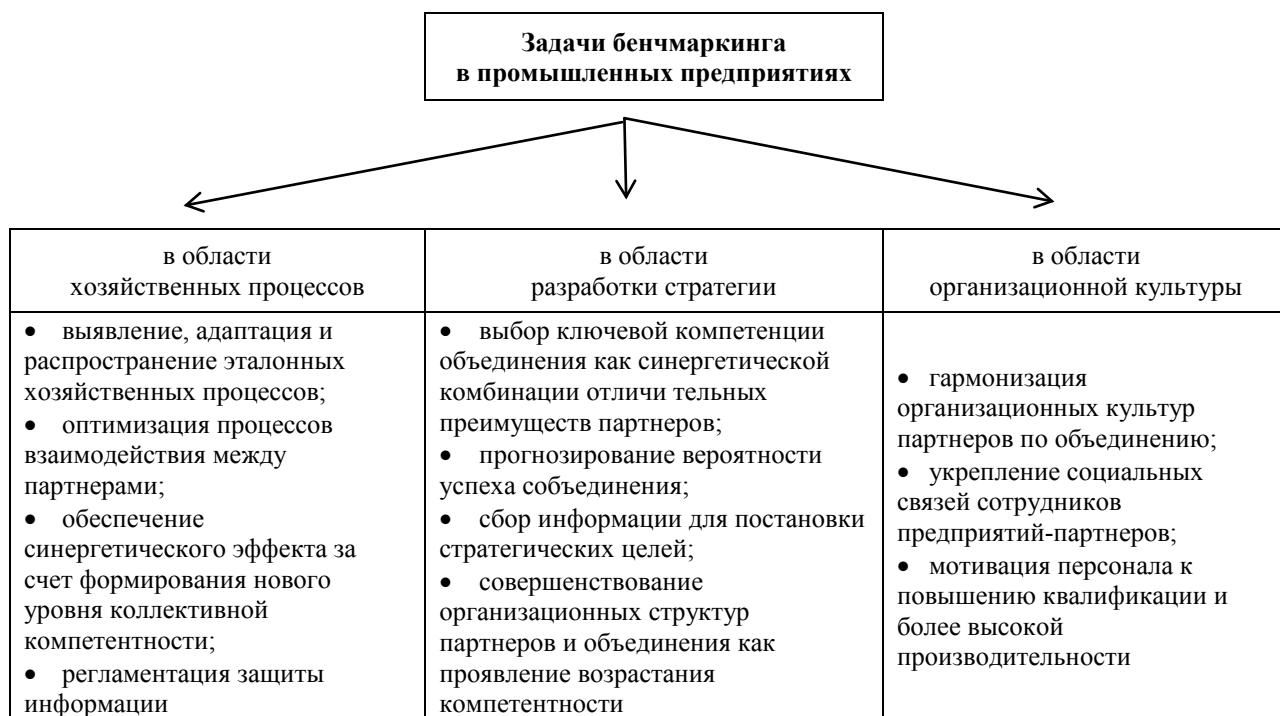 Задачи бенчмаркинга
в промышленных предприятиях
в области
хозяйственных процессов
в области
разработки стратегии
в области
организационной культуры
• выявление, адаптация и
распространение эталонных
хозяйственных процессов;
• оптимизация процессов
взаимодействия между
партнерами;
• обеспечение
синергетического эффекта за
счет формирования нового
уровня коллективной
компетентности;
• регламентация защиты
информации
• выбор ключевой компетенции
объединения как синергетической
комбинации отличи тельных
преимуществ партнеров;
• прогнозирование вероятности
успеха собъединения;
• сбор информации для постановки
стратегических целей;
• совершенствование
организационных структур
партнеров и объединения как
проявление возрастания
компетентности
• гармонизация
организационных культур
партнеров по объединению;
• укрепление социальных
связей сотрудников
предприятий-партнеров;
• мотивация персонала к
повышению квалификации и
более высокой
производительности